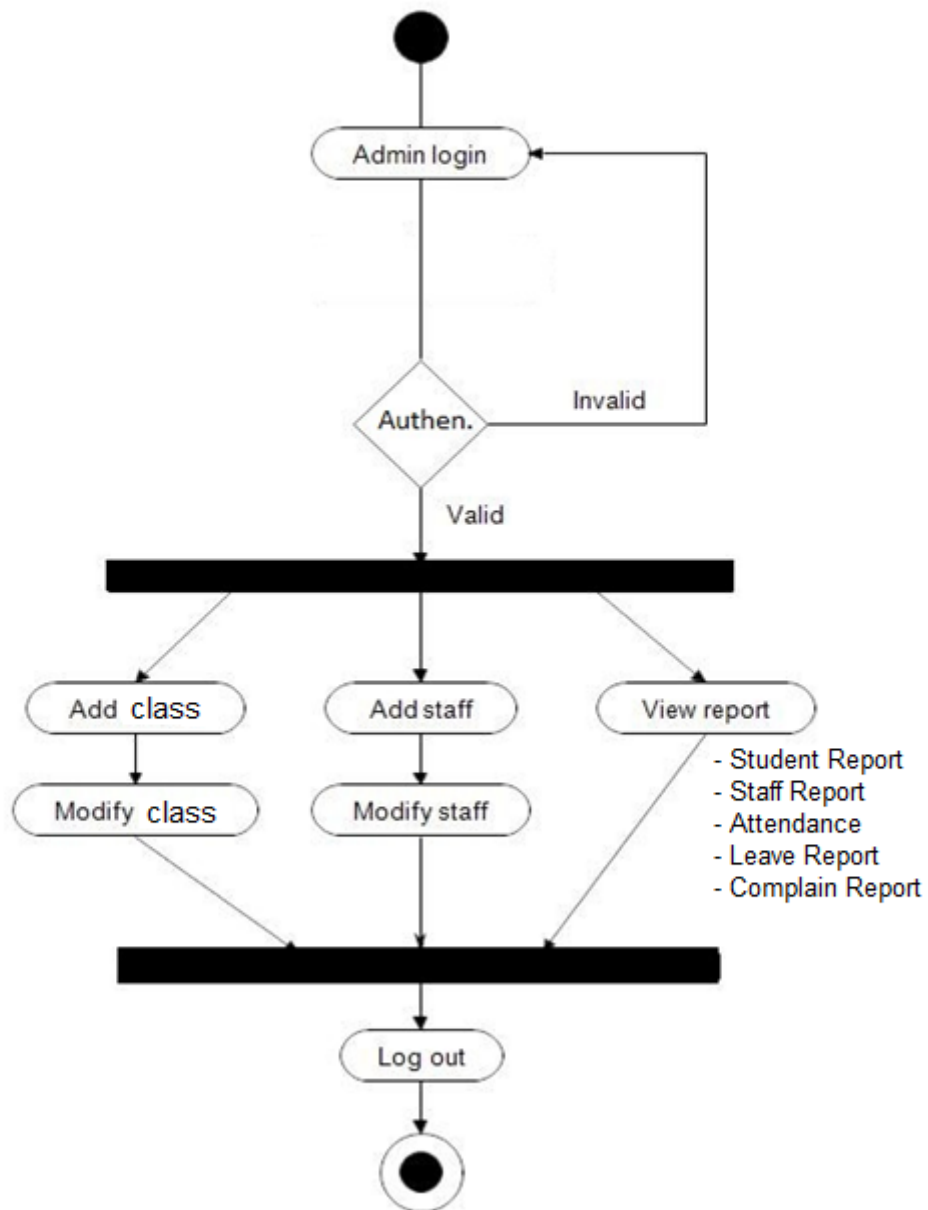 Admin login
Invalid
Authen.
Valid
Add class
Add staff
View report
- Student Report
- Staff Report
- Attendance
- Leave Report
- Complain Report
Modify class
Modify staff
Log out